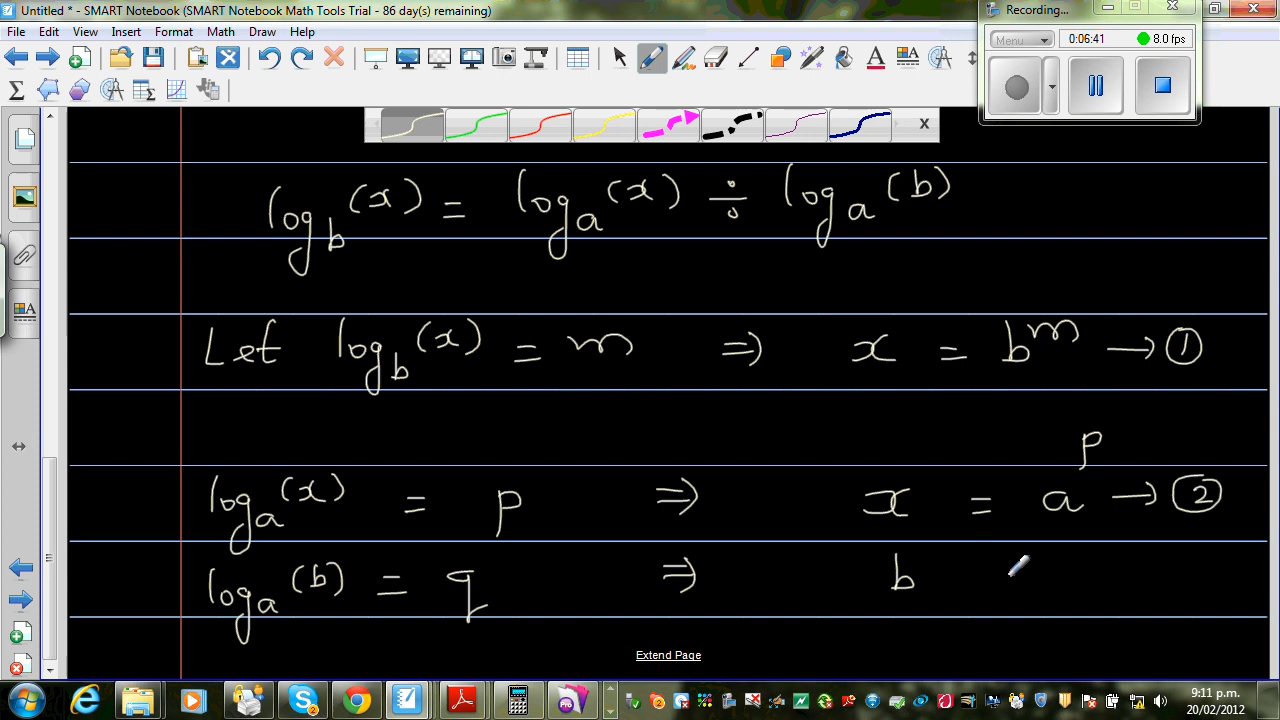 Untitled * - SMART Notebook (SMART Notebook Math Tools Trial - 86 day(s) remaining)
Recording...
File Edit View Insert Format Math Draw Help
Menu 0:06:41 8.0 fps
log_b(x) = log_a(x) ÷ log_a(b)
Let log_b(x) = m ⇒ x = b^m → ①
log_a(x) = p ⇒ x = a^p → ②
log_a(b) = q ⇒ b
Extend Page
9:11 p.m.
20/02/2012